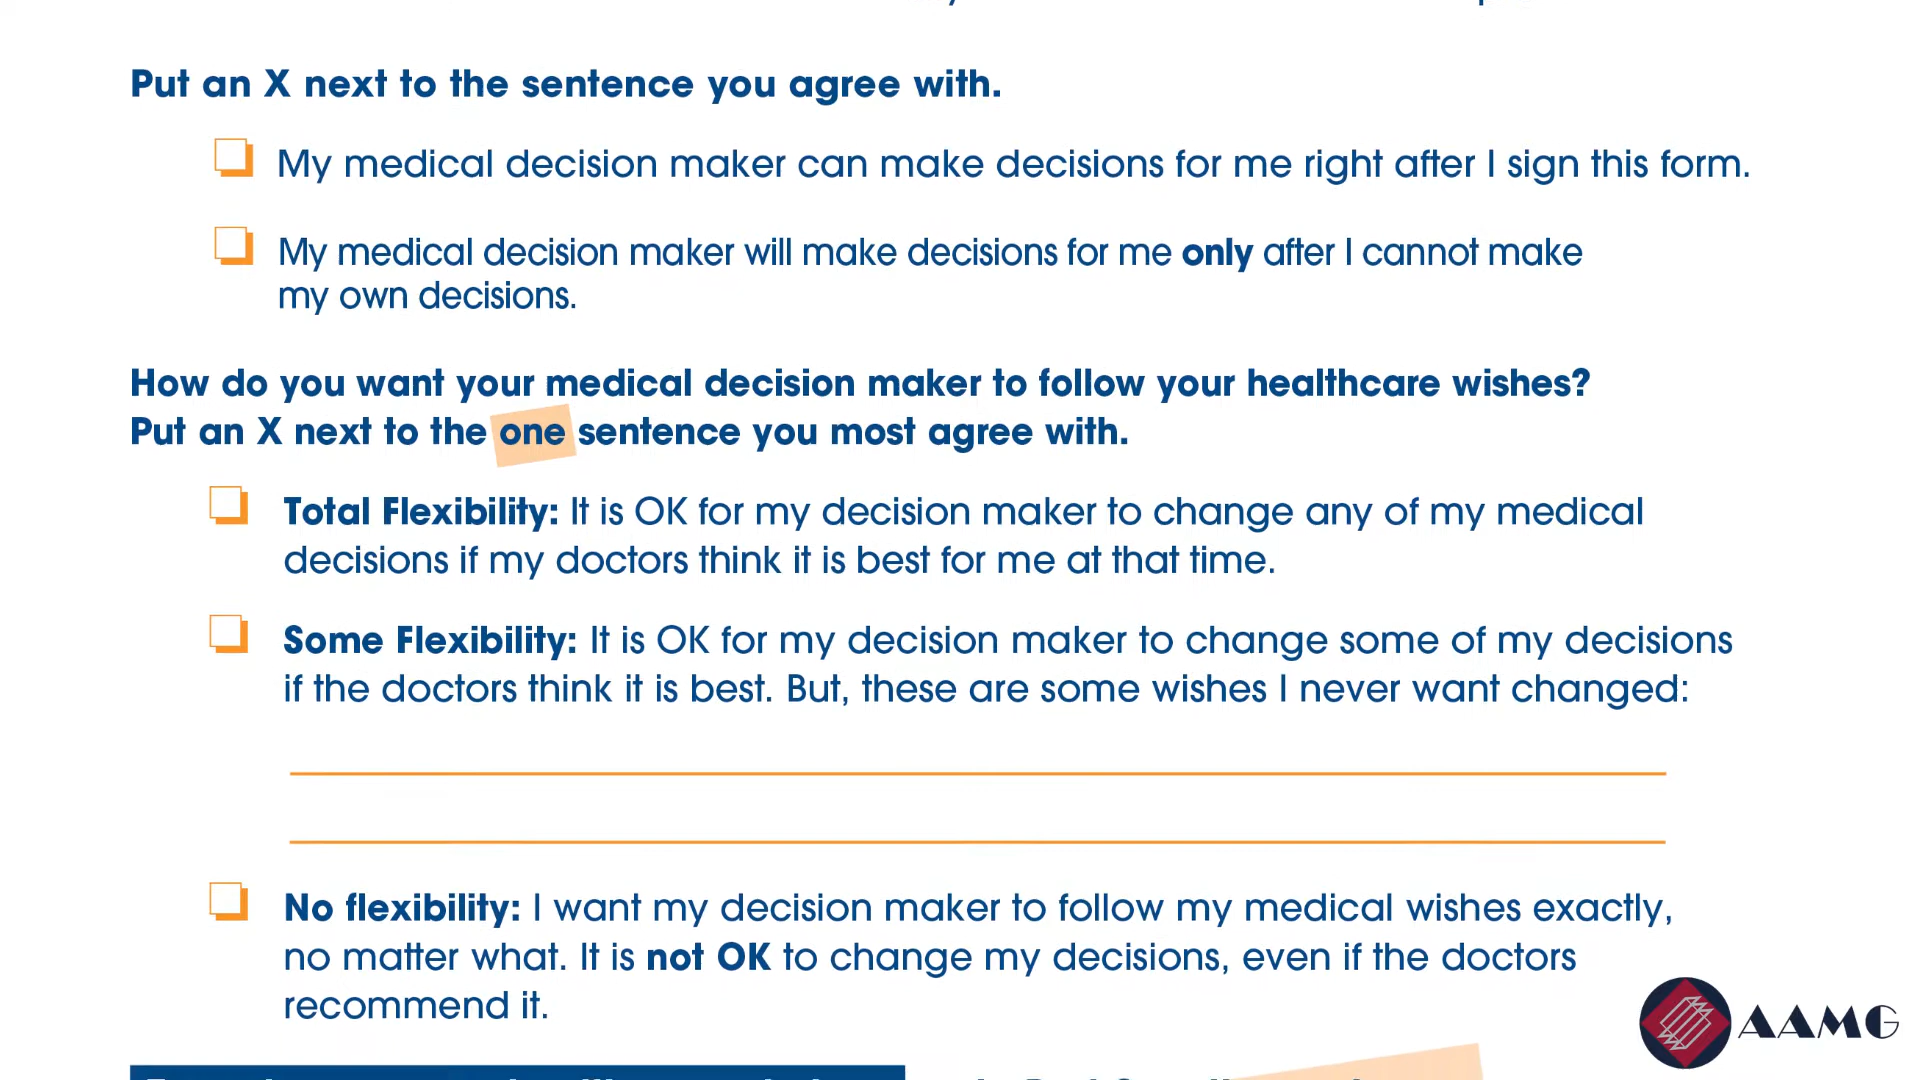 Put an X next to the sentence you agree with.
My medical decision maker can make decisions for me right after I sign this form.
My medical decision maker will make decisions for me only after I cannot make
my own decisions.
How do you want your medical decision maker to follow your healthcare wishes?
Put an X next to the one sentence you most agree with.
Total Flexibility: It is OK for my decision maker to change any of my medical
decisions if my doctors think it is best for me at that time.
Some Flexibility: It is OK for my decision maker to change some of my decisions
if the doctors think it is best. But, these are some wishes I never want changed:
No flexibility: I want my decision maker to follow my medical wishes exactly,
no matter what. It is not OK to change my decisions, even if the doctors
recommend it.
AAMG